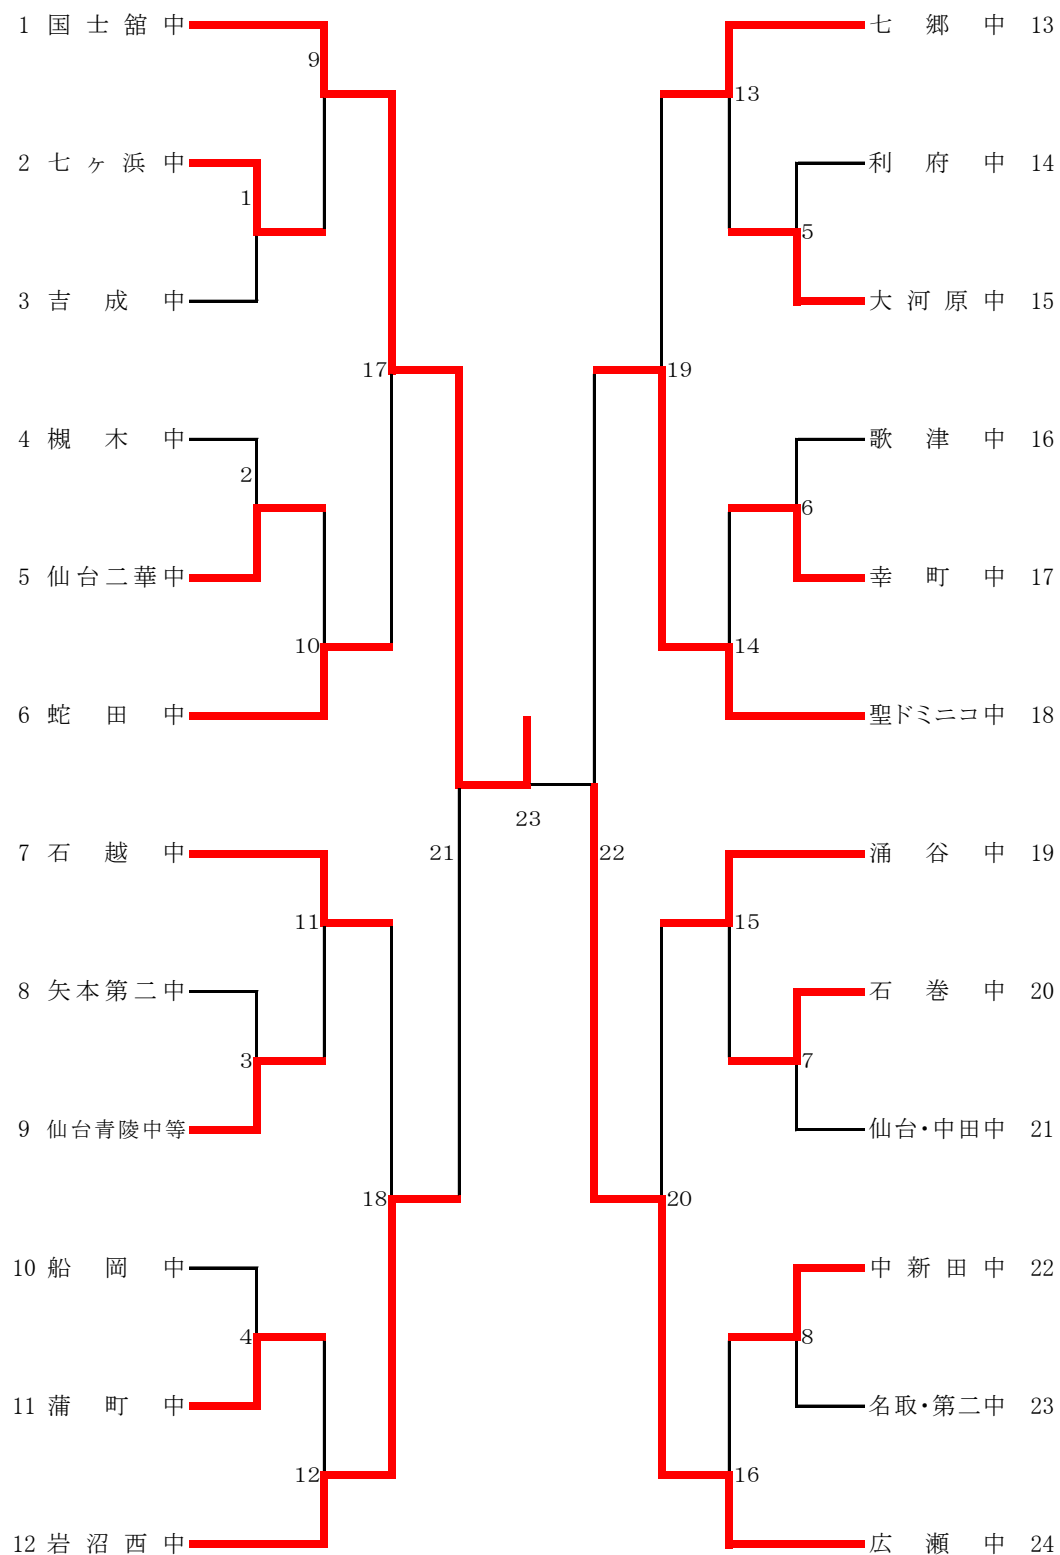 1 国士舘中
9
2 七ヶ浜中
1
3 吉成中
17
4 槻木中
2
5 仙台二華中
10
6 蛇田中
23
21
7 石越中
11
8 矢本第二中
3
9 仙台青陵中等
18
10 船岡中
4
11 蒲町中
12
12 岩沼西中
七郷中 13
13
利府中 14
5
大河原中 15
19
歌津中 16
6
幸町中 17
14
聖ドミニコ中 18
22
涌谷中 19
15
石巻中 20
7
仙台・中田中 21
20
中新田中 22
8
名取・第二中 23
16
広瀬中 24